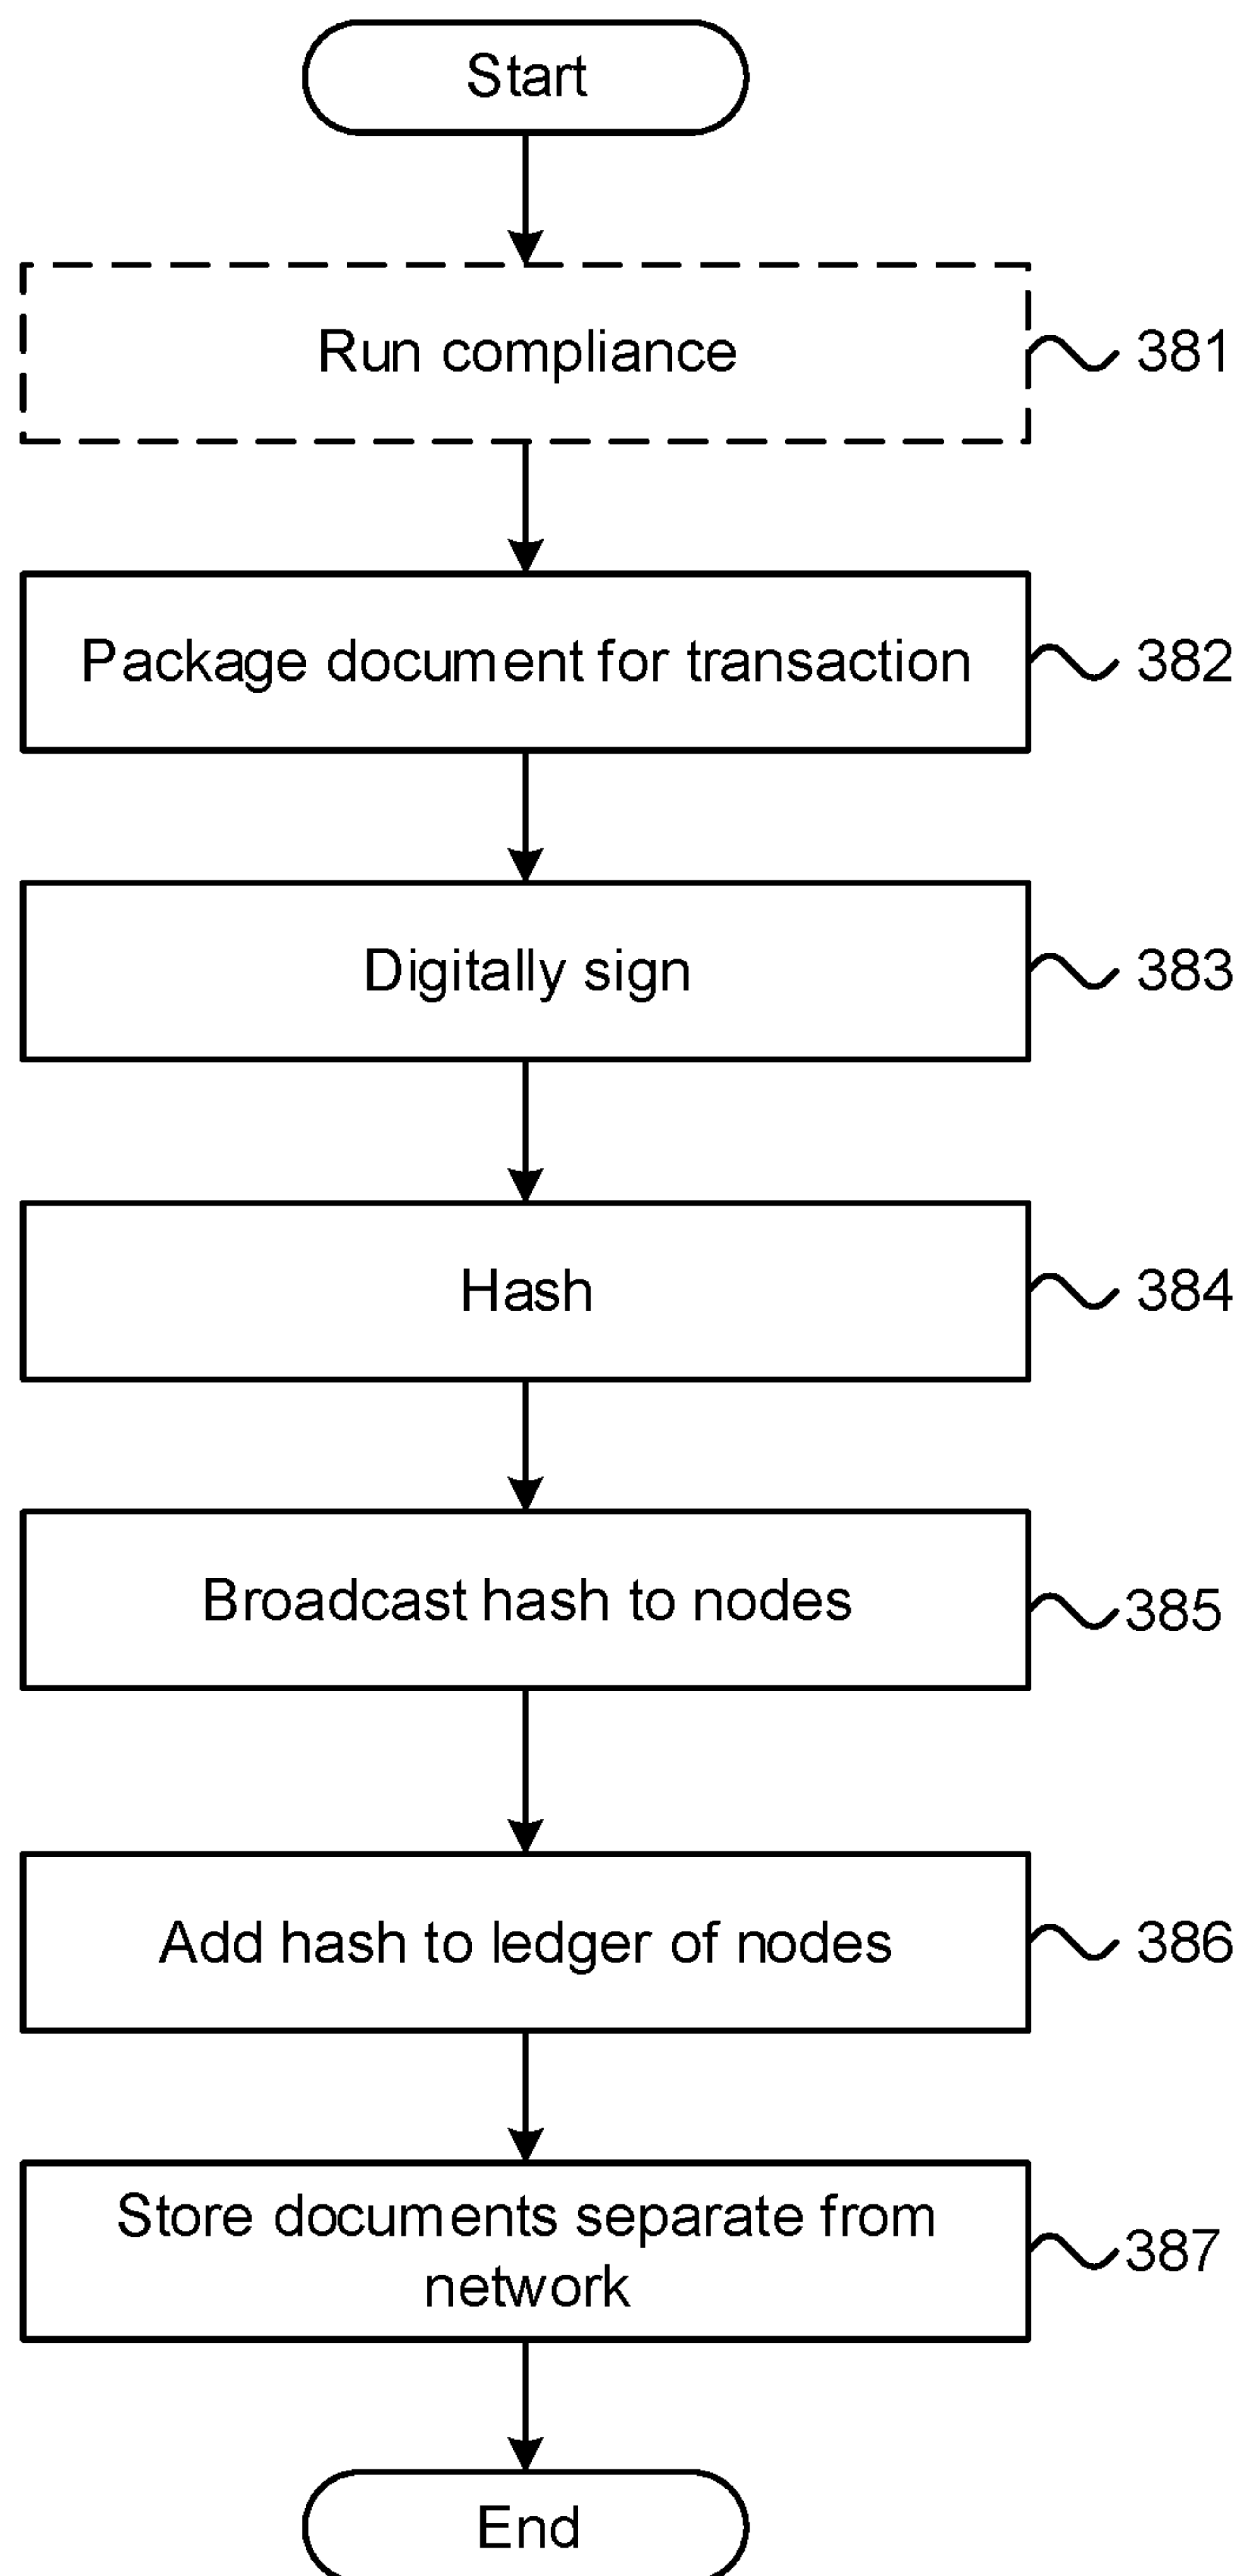 Start
Run compliance
381
Package document for transaction
382
Digitally sign
383
Hash
384
Broadcast hash to nodes
385
Add hash to ledger of nodes
386
Store documents separate from
network
387
End